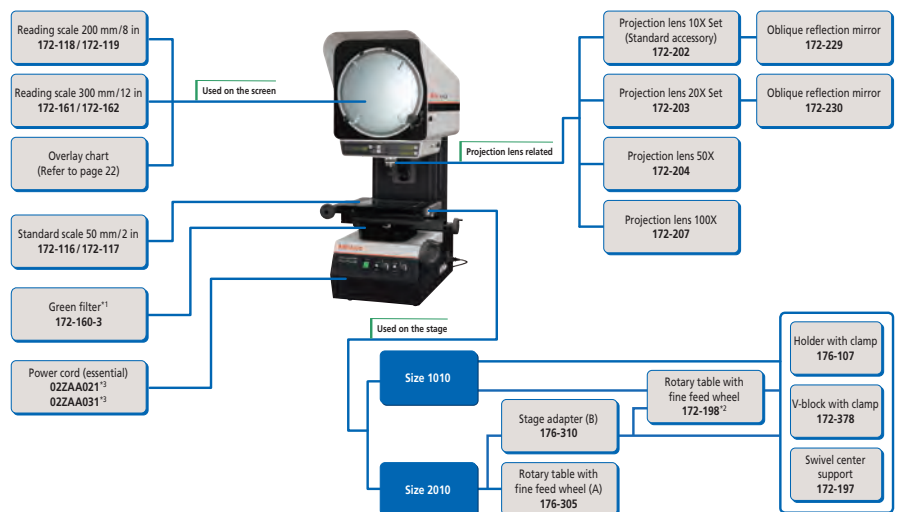 Reading scale 200 mm/8 in
172-118/172-119
Reading scale 300 mm/12 in
172-161/172-162
Overlay chart
(Refer to page 22)
Used on the screen
Standard scale 50 mm/2 in
172-116/172-117
Green filter*1
172-160-3
Power cord (essential)
02ZAA021*3
02ZAA031*3
Projection lens related
Projection lens 10X Set
(Standard accessory)
172-202
Oblique reflection mirror
172-229
Projection lens 20X Set
172-203
Oblique reflection mirror
172-230
Projection lens 50X
172-204
Projection lens 100X
172-207
Used on the stage
Size 1010
Size 2010
Stage adapter (B)
176-310
Rotary table with
fine feed wheel (A)
176-305
Rotary table with
fine feed wheel
172-198*2
Holder with clamp
176-107
V-block with clamp
172-378
Swivel center
support
172-197